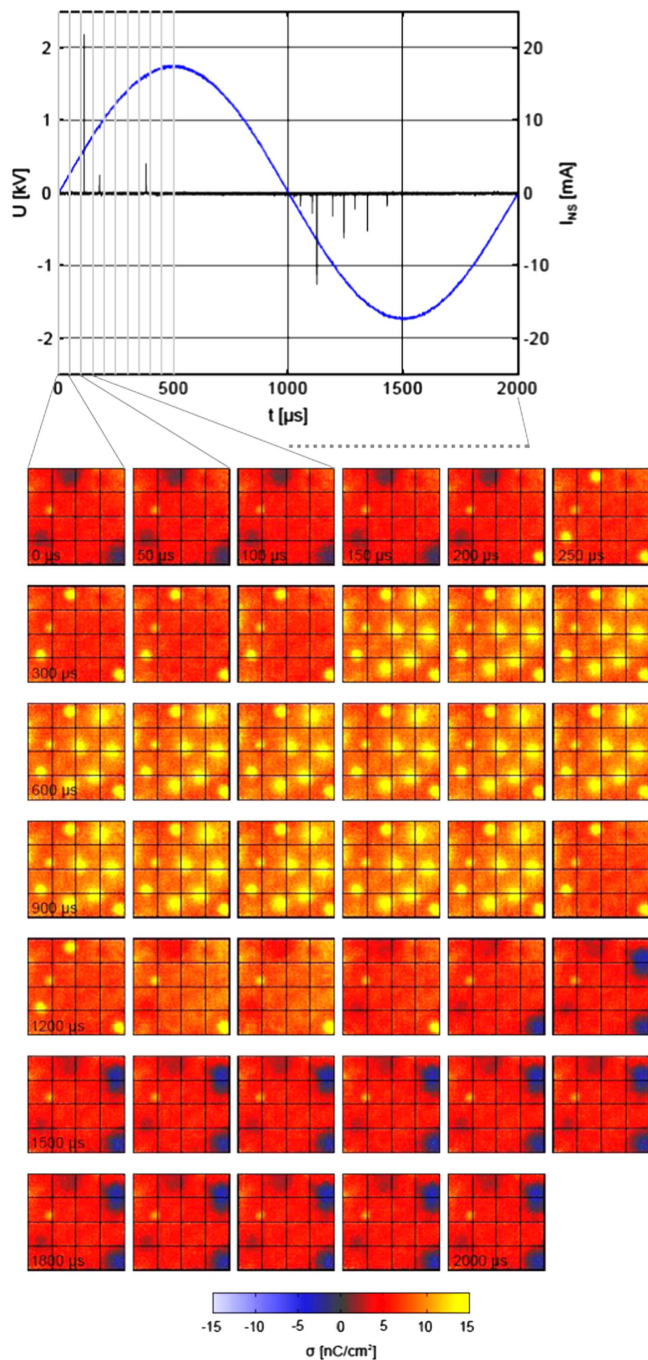 2
1
0
-1
-2
U [kV]
20
10
0
-10
-20
I_NS [mA]
0
500
1000
1500
2000
t [µs]
0 µs
50 µs
100 µs
150 µs
200 µs
250 µs
300 µs
600 µs
900 µs
1200 µs
1500 µs
1800 µs
2000 µs
-15
-10
-5
0
5
10
15
σ [nC/cm²]